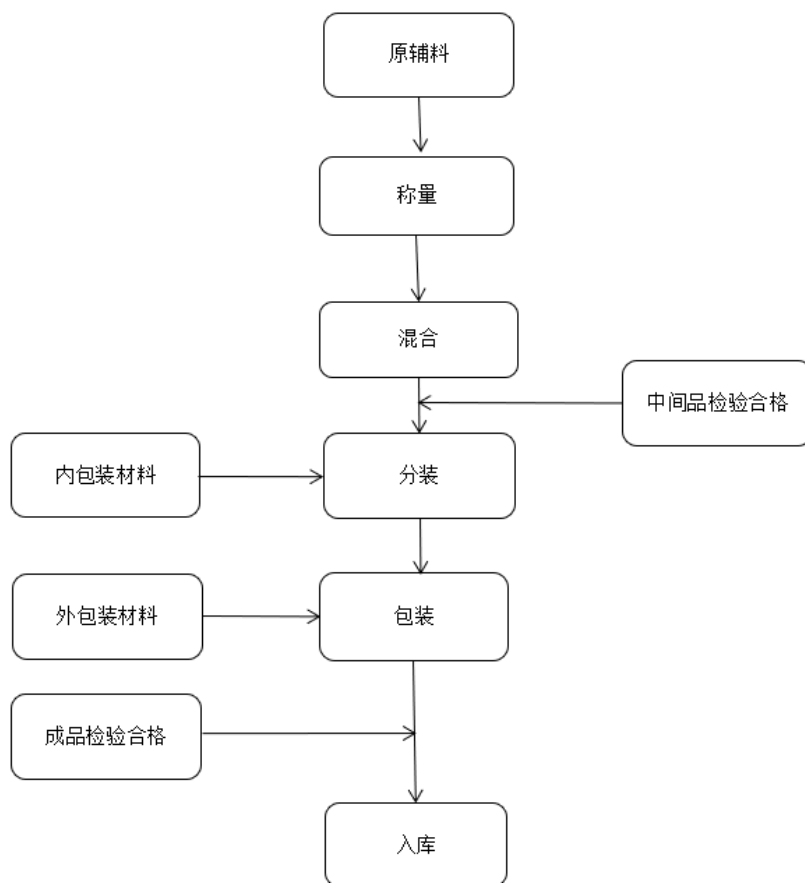 原辅料
称量
混合
中间品检验合格
内包装材料
分装
外包装材料
包装
成品检验合格
入库